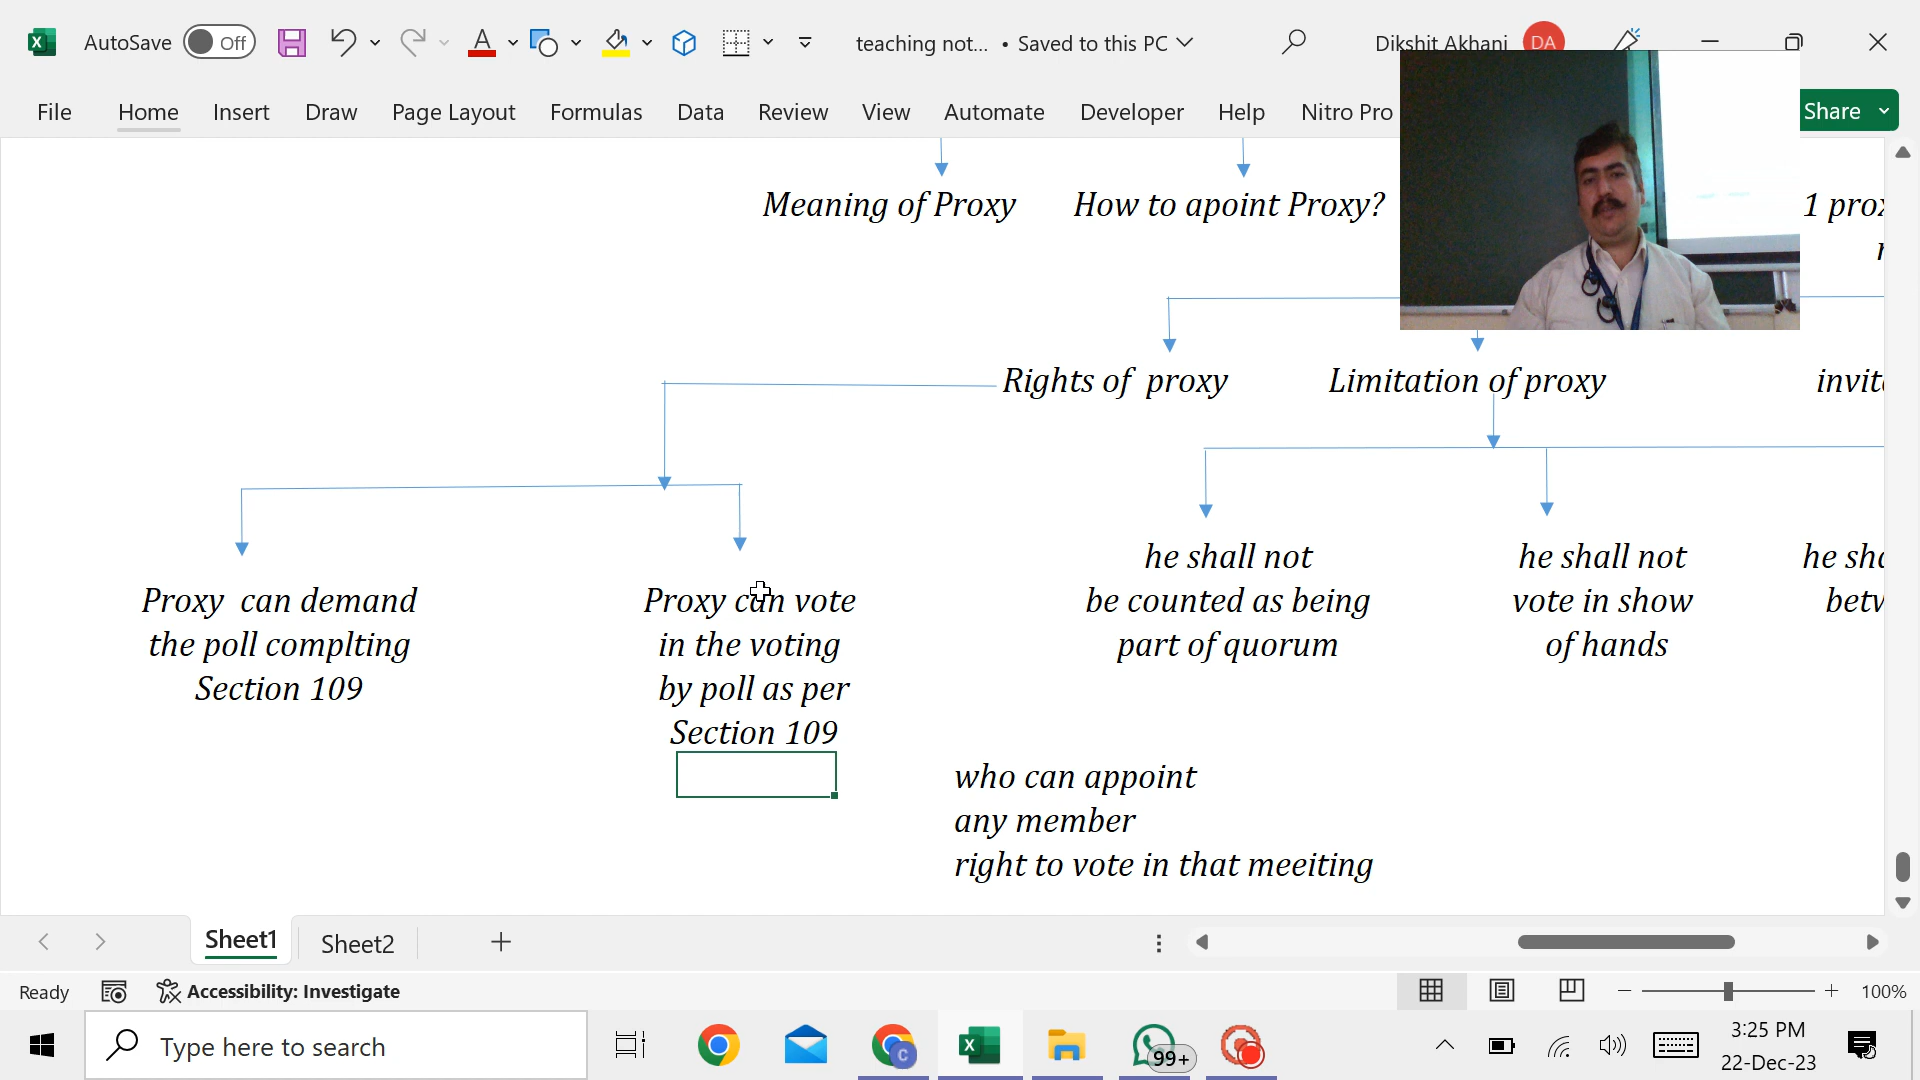 AutoSave Off teaching not... • Saved to this PC Dikshit Akhani DA
File Home Insert Draw Page Layout Formulas Data Review View Automate Developer Help Nitro Pro Share
Meaning of Proxy How to apoint Proxy? 1
Rights of proxy Limitation of proxy
he shall not he shall not he
Proxy can demand Proxy can vote be counted as being vote in show
the poll complting in the voting part of quorum of hands
Section 109 by poll as per
Section 109
who can appoint
any member
right to vote in that meeiting
Sheet1 Sheet2
Ready Accessibility: Investigate 100%
Type here to search C 99+ 3:25 PM
22-Dec-23